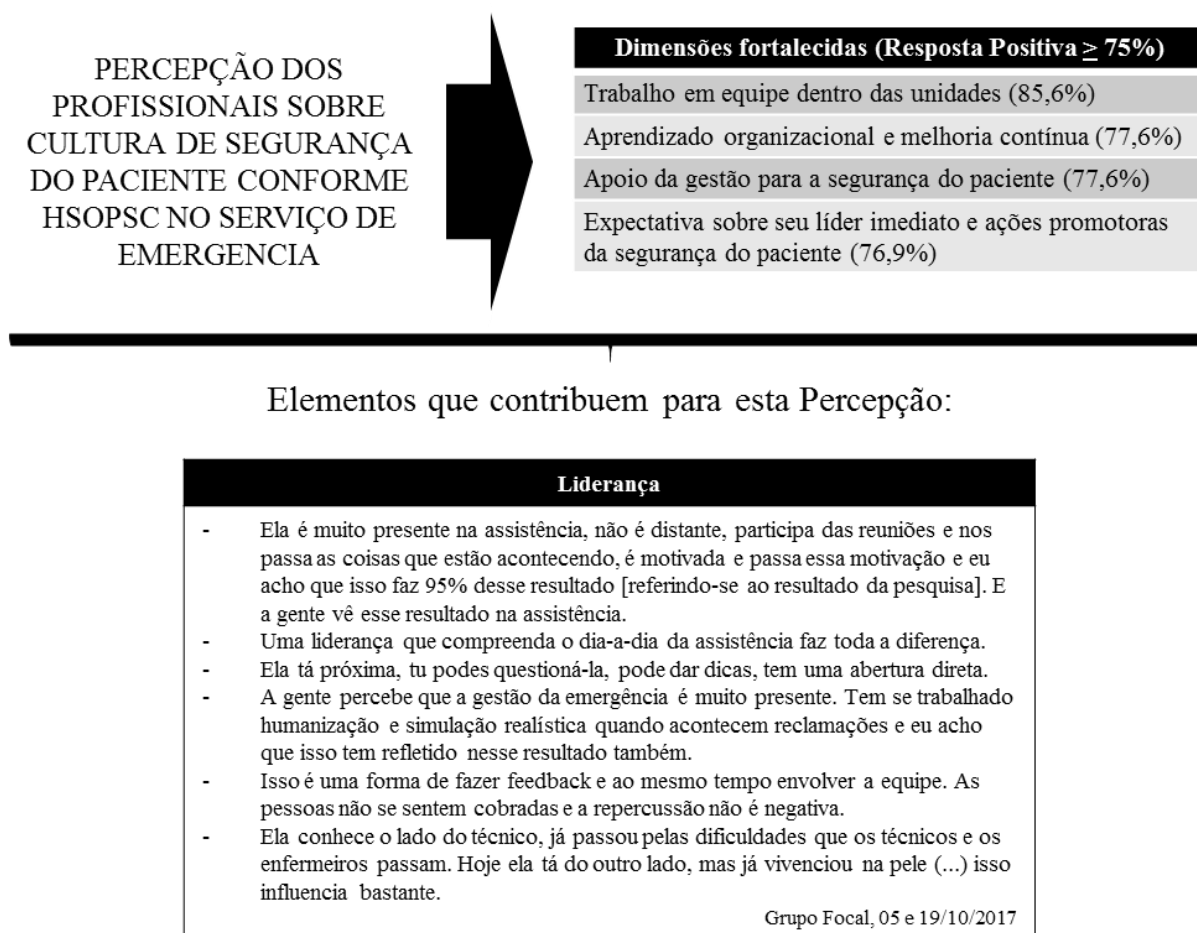 PERCEPÇÃO DOS
PROFISSIONAIS SOBRE
CULTURA DE SEGURANÇA
DO PACIENTE CONFORME
HSOPSC NO SERVIÇO DE
EMERGENCIA
Dimensões fortalecidas (Resposta Positiva ≥ 75%)
Trabalho em equipe dentro das unidades (85,6%)
Aprendizado organizacional e melhoria contínua (77,6%)
Apoio da gestão para a segurança do paciente (77,6%)
Expectativa sobre seu líder imediato e ações promotoras
da segurança do paciente (76,9%)
Elementos que contribuem para esta Percepção:
Liderança
- Ela é muito presente na assistência, não é distante, participa das reuniões e nos
passa as coisas que estão acontecendo, é motivada e passa essa motivação e eu
acho que isso faz 95% desse resultado [referindo-se ao resultado da pesquisa]. E
a gente vê esse resultado na assistência.
- Uma liderança que compreenda o dia-a-dia da assistência faz toda a diferença.
- Ela tá próxima, tu podes questioná-la, pode dar dicas, tem uma abertura direta.
- A gente percebe que a gestão da emergência é muito presente. Tem se trabalhado
humanização e simulação realística quando acontecem reclamações e eu acho
que isso tem refletido nesse resultado também.
- Isso é uma forma de fazer feedback e ao mesmo tempo envolver a equipe. As
pessoas não se sentem cobradas e a repercussão não é negativa.
- Ela conhece o lado do técnico, já passou pelas dificuldades que os técnicos e os
enfermeiros passam. Hoje ela tá do outro lado, mas já vivenciou na pele (...) isso
influencia bastante.
Grupo Focal, 05 e 19/10/2017